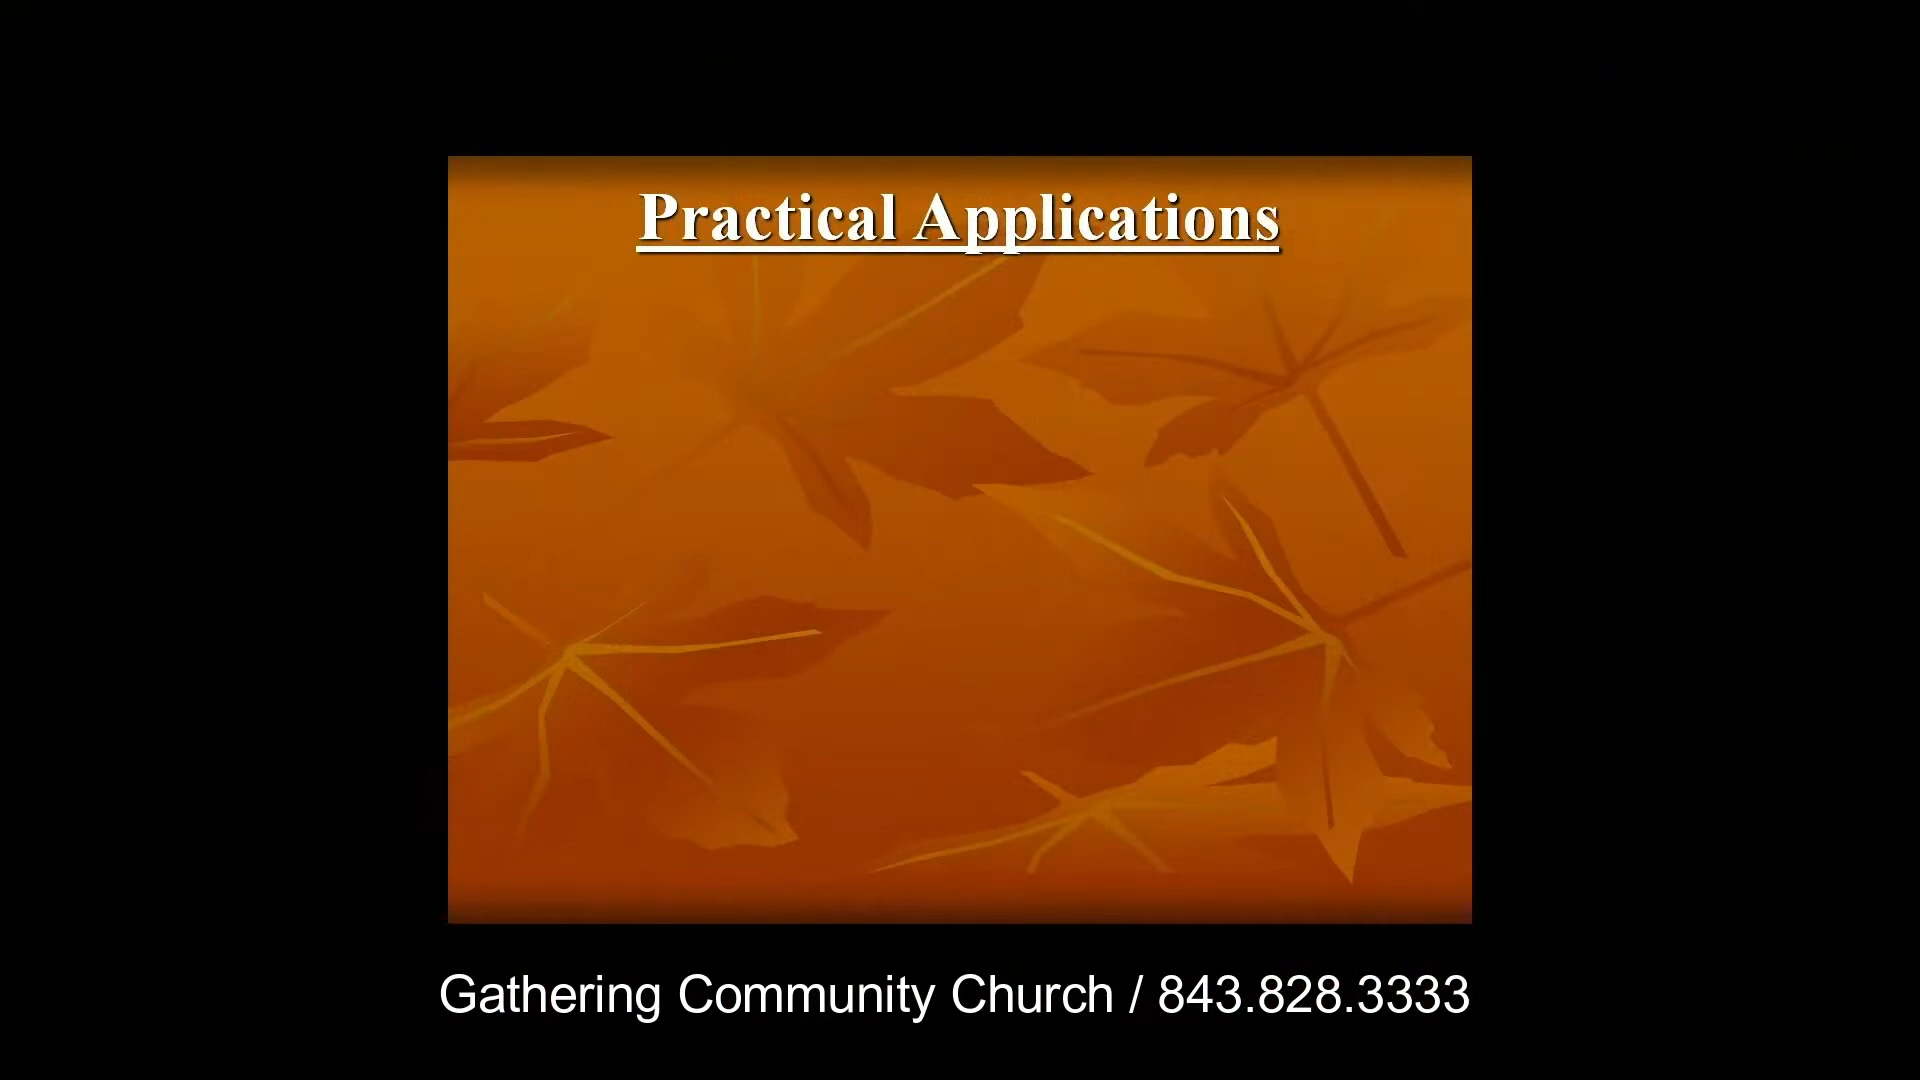 Practical Applications
Gathering Community Church / 843.828.3333